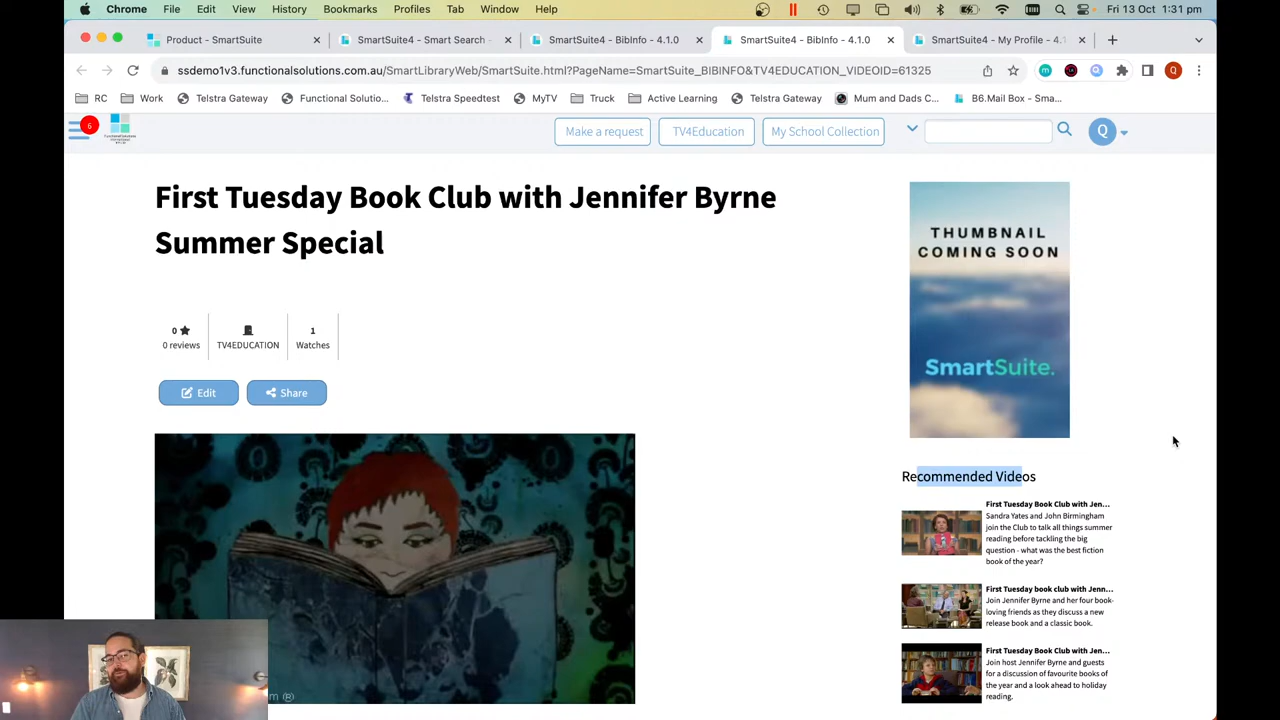 Chrome File Edit View History Bookmarks Profiles Tab Window Help Fri 13 Oct 1:31 pm
Product - SmartSuite SmartSuite4 - Smart Search - SmartSuite4 - BibInfo - 4.1.0 SmartSuite4 - BibInfo - 4.1.0 SmartSuite4 - My Profile - 4.1
ssdemo1v3.functionalsolutions.com.au/SmartLibraryWeb/SmartSuite.html?PageName=SmartSuite_BIBINFO&TV4EDUCATION_VIDEOID=61325
RC Work Telstra Gateway Functional Solutio... Telstra Speedtest MyTV Truck Active Learning Telstra Gateway Mum and Dads C... B6.Mail Box - Sma...
6 Make a request TV4Education My School Collection Q
First Tuesday Book Club with Jennifer Byrne
Summer Special
THUMBNAIL
COMING SOON
SmartSuite.
0 1
0 reviews TV4EDUCATION Watches
Edit Share
Recommended Videos
First Tuesday Book Club with Jen...
Sandra Yates and John Birmingham
join the Club to talk all things summer
reading before tackling the big
question - what was the best fiction
book of the year?
First Tuesday book club with Jenn...
Join Jennifer Byrne and her four book-
loving friends as they discuss a new
release book and a classic book.
First Tuesday Book Club with Jen...
Join host Jennifer Byrne and guests
for a discussion of favourite books of
the year and a look ahead to holiday
reading.